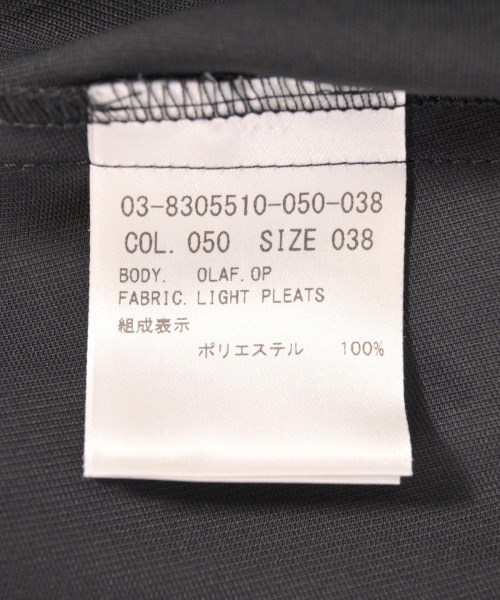 03-8305510-050-038
COL. 050 SIZE 038
BODY. OLAF.OP
FABRIC. LIGHT PLEATS
組成表示
ポリエステル 100%